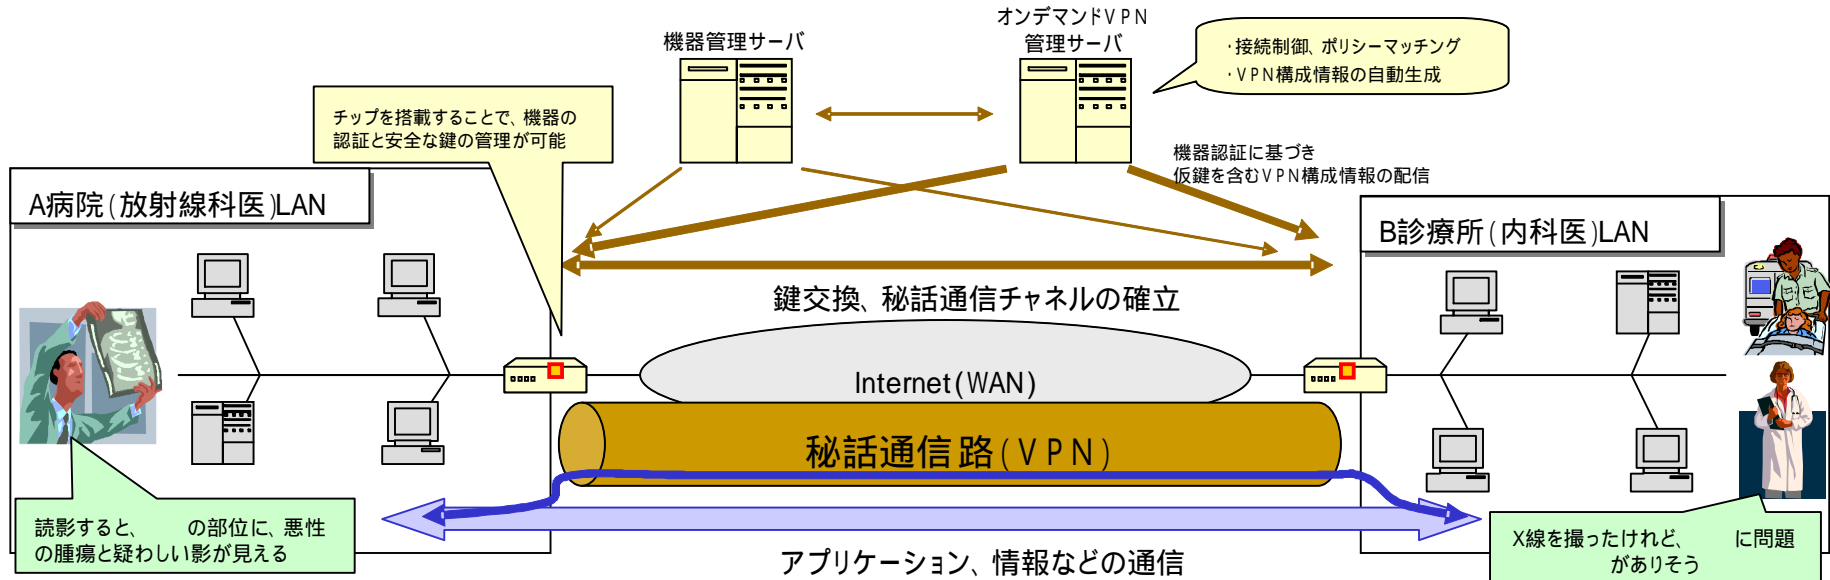 オンデマンドVPN
管理サーバ
機器管理サーバ
・接続制御、ポリシーマッチング
・VPN構成情報の自動生成
チップを搭載することで、機器の
認証と安全な鍵の管理が可能
機器認証に基づき
仮鍵を含むVPN構成情報の配信
A病院(放射線科医)LAN
B診療所(内科医)LAN
鍵交換、秘話通信チャネルの確立
Internet(WAN)
秘話通信路(VPN)
読影すると、　　の部位に、悪性
の腫瘍と疑わしい影が見える
X線を撮ったけれど、　　に問題
がありそう
アプリケーション、情報などの通信